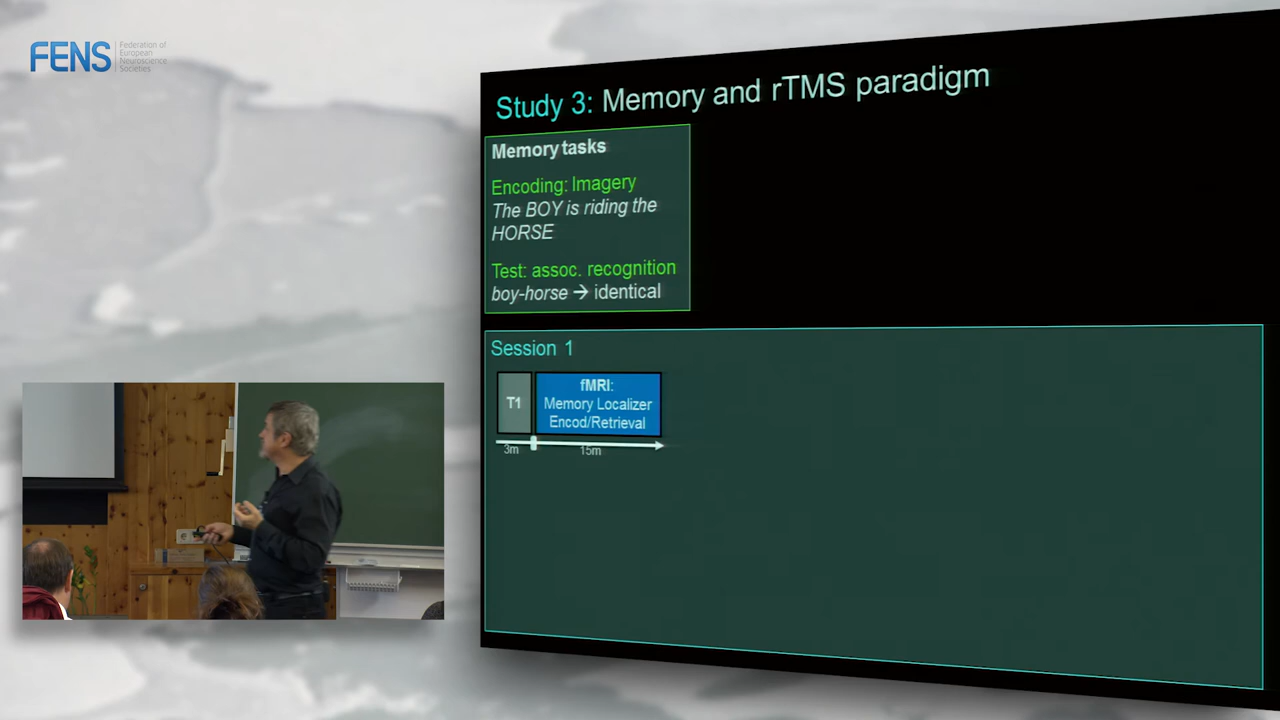 FENS
Federation of
European
Neuroscience
Societies
Study 3: Memory and rTMS paradigm
Memory tasks
Encoding: Imagery
The BOY is riding the
HORSE
Test: assoc. recognition
boy-horse → identical
Session 1
T1
fMRI:
Memory Localizer
Encod/Retrieval
3m
15m